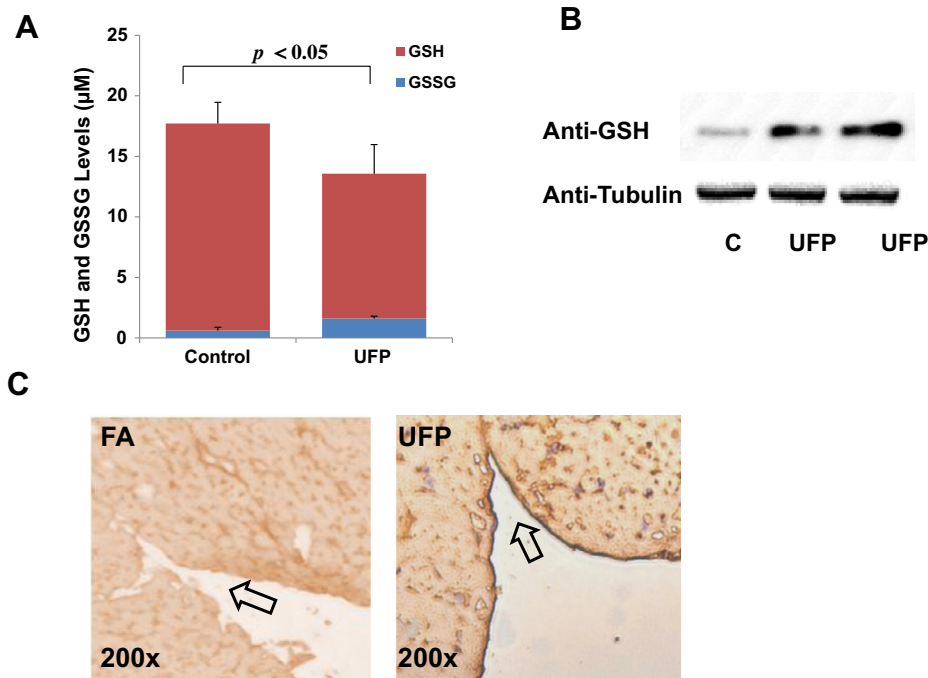 A
GSH and GSSG Levels (µM)
25
20
15
10
5
0
p < 0.05
GSH
GSSG
Control UFP
B
Anti-GSH
Anti-Tubulin
C UFP UFP
C
FA
200x
UFP
200x